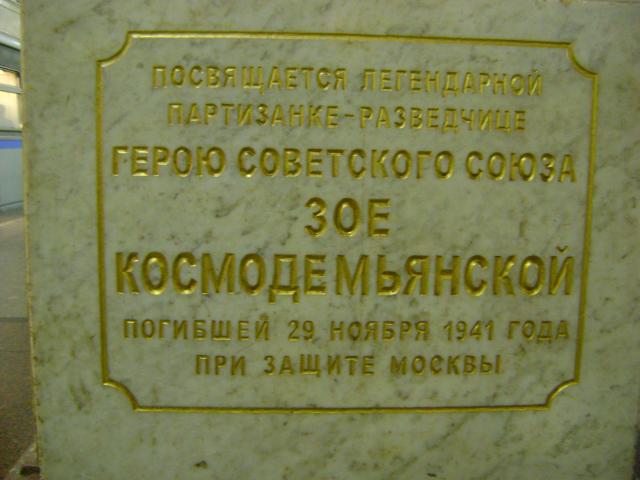 ПОСВЯЩАЕТСЯ ЛЕГЕНДАРНОЙ
ПАРТИЗАНКЕ-РАЗВЕДЧИЦЕ
ГЕРОЮ СОВЕТСКОГО СОЮЗА
ЗОЕ
КОСМОДЕМЬЯНСКОЙ
ПОГИБШЕЙ 29 НОЯБРЯ 1941 ГОДА
ПРИ ЗАЩИТЕ МОСКВЫ